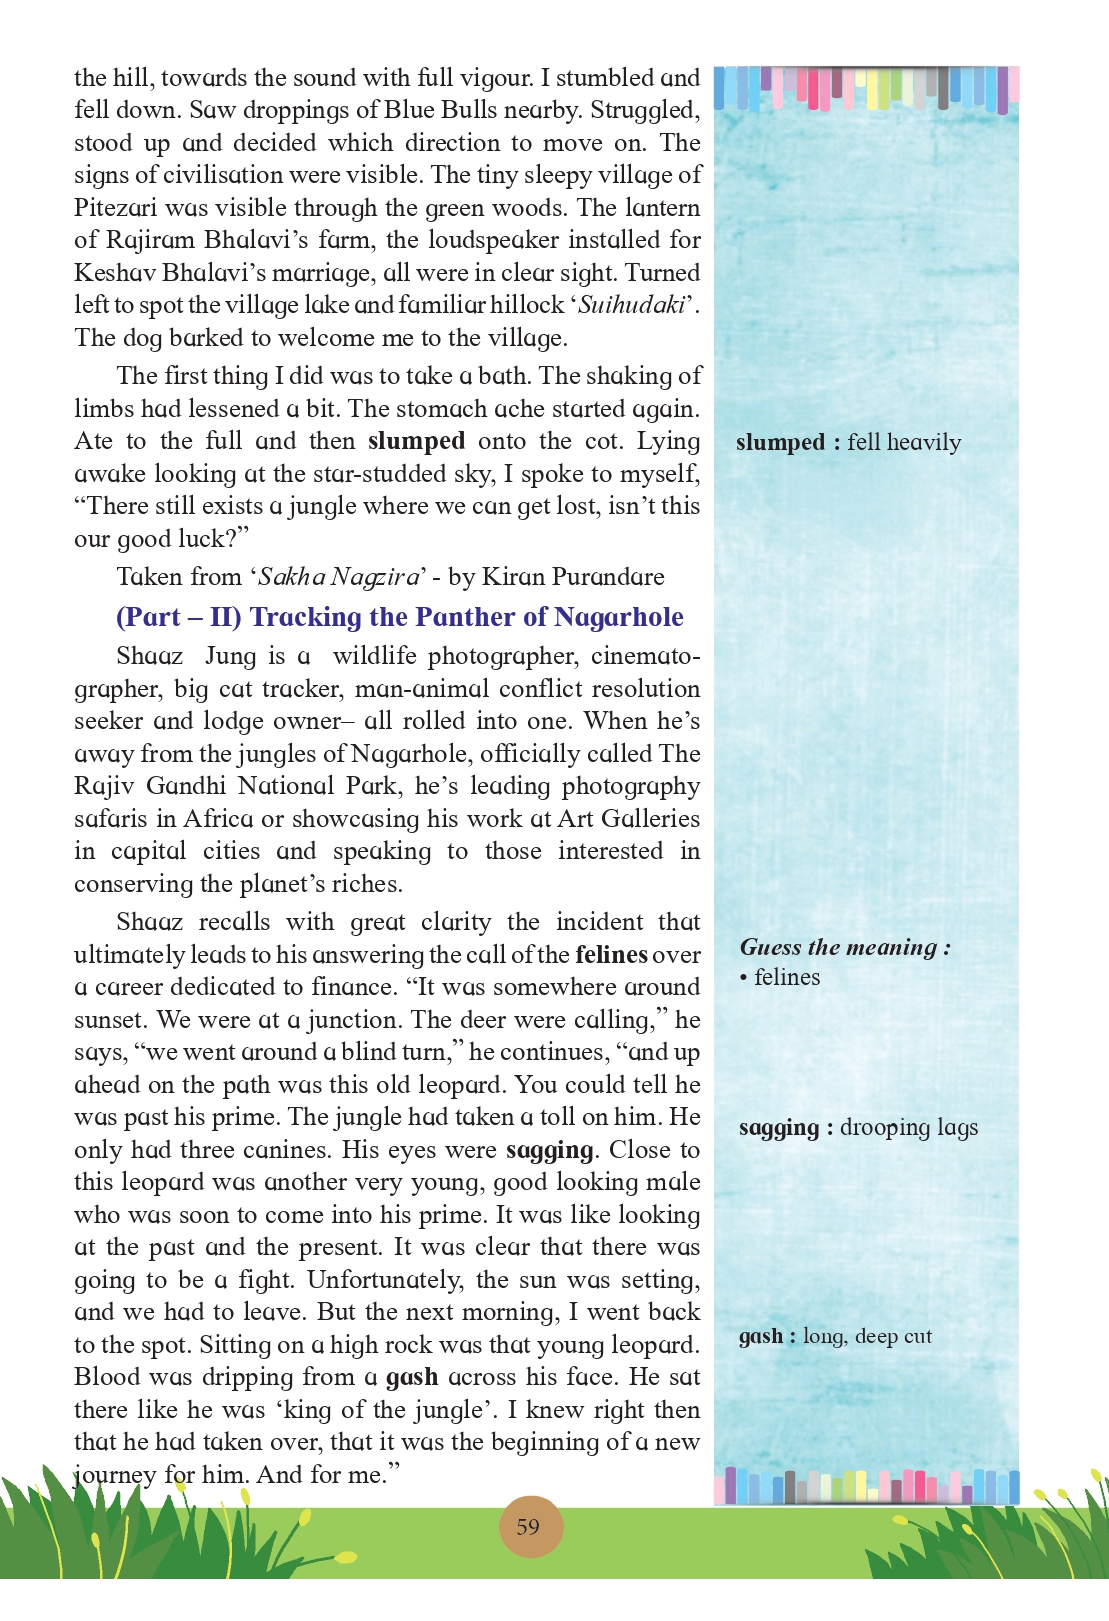 the hill, towards the sound with full vigour. I stumbled and
fell down. Saw droppings of Blue Bulls nearby. Struggled,
stood up and decided which direction to move on. The
signs of civilisation were visible. The tiny sleepy village of
Pitezari was visible through the green woods. The lantern
of Rajiram Bhalavi’s farm, the loudspeaker installed for
Keshav Bhalavi’s marriage, all were in clear sight. Turned
left to spot the village lake and familiar hillock ‘Suihudaki’.
The dog barked to welcome me to the village.
The first thing I did was to take a bath. The shaking of
limbs had lessened a bit. The stomach ache started again.
Ate to the full and then slumped onto the cot. Lying
awake looking at the star-studded sky, I spoke to myself,
“There still exists a jungle where we can get lost, isn’t this
our good luck?”
Taken from ‘Sakha Nagzira’ - by Kiran Purandare
(Part – II) Tracking the Panther of Nagarhole
Shaaz Jung is a wildlife photographer, cinemato-
grapher, big cat tracker, man-animal conflict resolution
seeker and lodge owner– all rolled into one. When he’s
away from the jungles of Nagarhole, officially called The
Rajiv Gandhi National Park, he’s leading photography
safaris in Africa or showcasing his work at Art Galleries
in capital cities and speaking to those interested in
conserving the planet’s riches.
Shaaz recalls with great clarity the incident that
ultimately leads to his answering the call of the felines over
a career dedicated to finance. “It was somewhere around
sunset. We were at a junction. The deer were calling,” he
says, “we went around a blind turn,” he continues, “and up
ahead on the path was this old leopard. You could tell he
was past his prime. The jungle had taken a toll on him. He
only had three canines. His eyes were sagging. Close to
this leopard was another very young, good looking male
who was soon to come into his prime. It was like looking
at the past and the present. It was clear that there was
going to be a fight. Unfortunately, the sun was setting,
and we had to leave. But the next morning, I went back
to the spot. Sitting on a high rock was that young leopard.
Blood was dripping from a gash across his face. He sat
there like he was ‘king of the jungle’. I knew right then
that he had taken over, that it was the beginning of a new
journey for him. And for me.”
slumped : fell heavily
Guess the meaning :
• felines
sagging : drooping lags
gash : long, deep cut
59